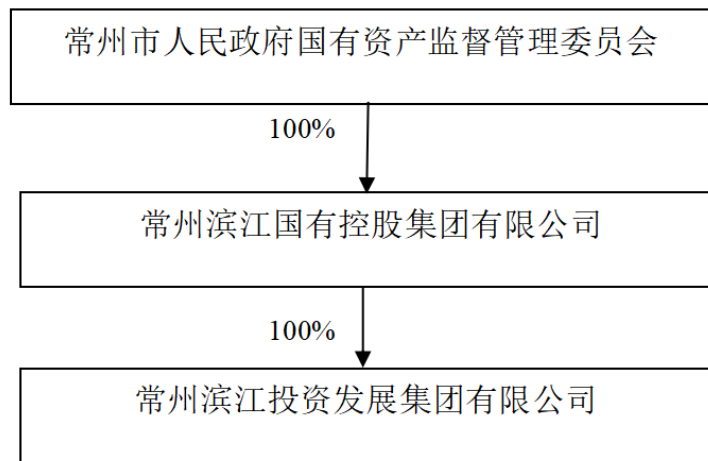 常州市人民政府国有资产监督管理委员会
100%
常州滨江国有控股集团有限公司
100%
常州滨江投资发展集团有限公司